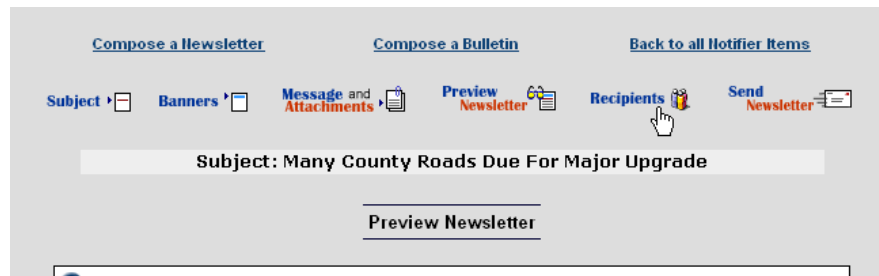 Compose a Newsletter Compose a Bulletin Back to all Notifier Items
Subject Banners Message and Attachments Preview Newsletter Recipients Send Newsletter
Subject: Many County Roads Due For Major Upgrade
Preview Newsletter